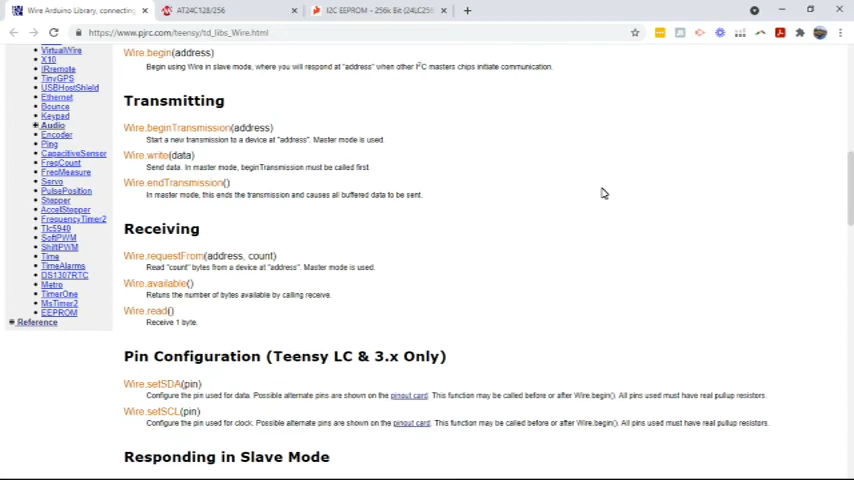 Wire Arduino Library, connecting
AT24C128/256
I2C EEPROM - 256k Bit (24LC256
https://www.pjrc.com/teensy/td_libs_Wire.html
VirtualWire
X10
IRremote
TinyGPS
USBHostShield
Ethernet
Bounce
Keypad
Audio
Encoder
Ping
CapacitiveSensor
FreqCount
FreqMeasure
Servo
PulsePosition
Stepper
AccelStepper
FrequencyTimer2
Tlc5940
SoftPWM
ShiftPWM
Time
TimeAlarms
DS1307RTC
Metro
TimerOne
MsTimer2
EEPROM
Reference
Wire.begin(address)
Begin using Wire in slave mode, where you will respond at "address" when other I2C masters chips initiate communication.
Transmitting
Wire.beginTransmission(address)
Start a new transmission to a device at "address". Master mode is used.
Wire.write(data)
Send data. In master mode, beginTransmission must be called first.
Wire.endTransmission()
In master mode, this ends the transmission and causes all buffered data to be sent.
Receiving
Wire.requestFrom(address, count)
Read "count" bytes from a device at "address". Master mode is used.
Wire.available()
Retuns the number of bytes available by calling receive.
Wire.read()
Receive 1 byte.
Pin Configuration (Teensy LC & 3.x Only)
Wire.setSDA(pin)
Configure the pin used for data. Possible alternate pins are shown on the pinout card. This function may be called before or after Wire.begin(). All pins used must have real pullup resistors.
Wire.setSCL(pin)
Configure the pin used for clock. Possible alternate pins are shown on the pinout card. This function may be called before or after Wire.begin(). All pins used must have real pullup resistors.
Responding in Slave Mode